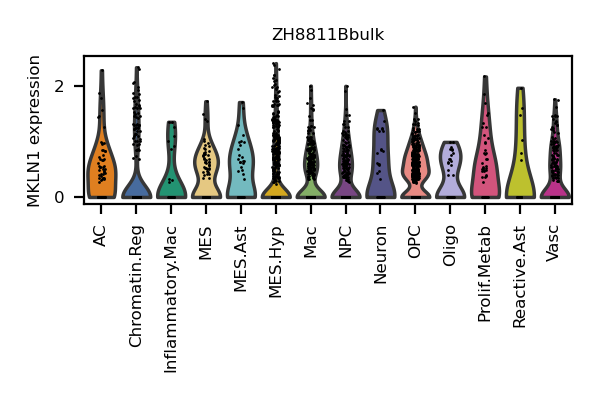 ZH8811Bbulk
MKLN1 expression
2
0
AC
Chromatin.Reg
Inflammatory.Mac
MES
MES.Ast
MES.Hyp
Mac
NPC
Neuron
OPC
Oligo
Prolif.Metab
Reactive.Ast
Vasc